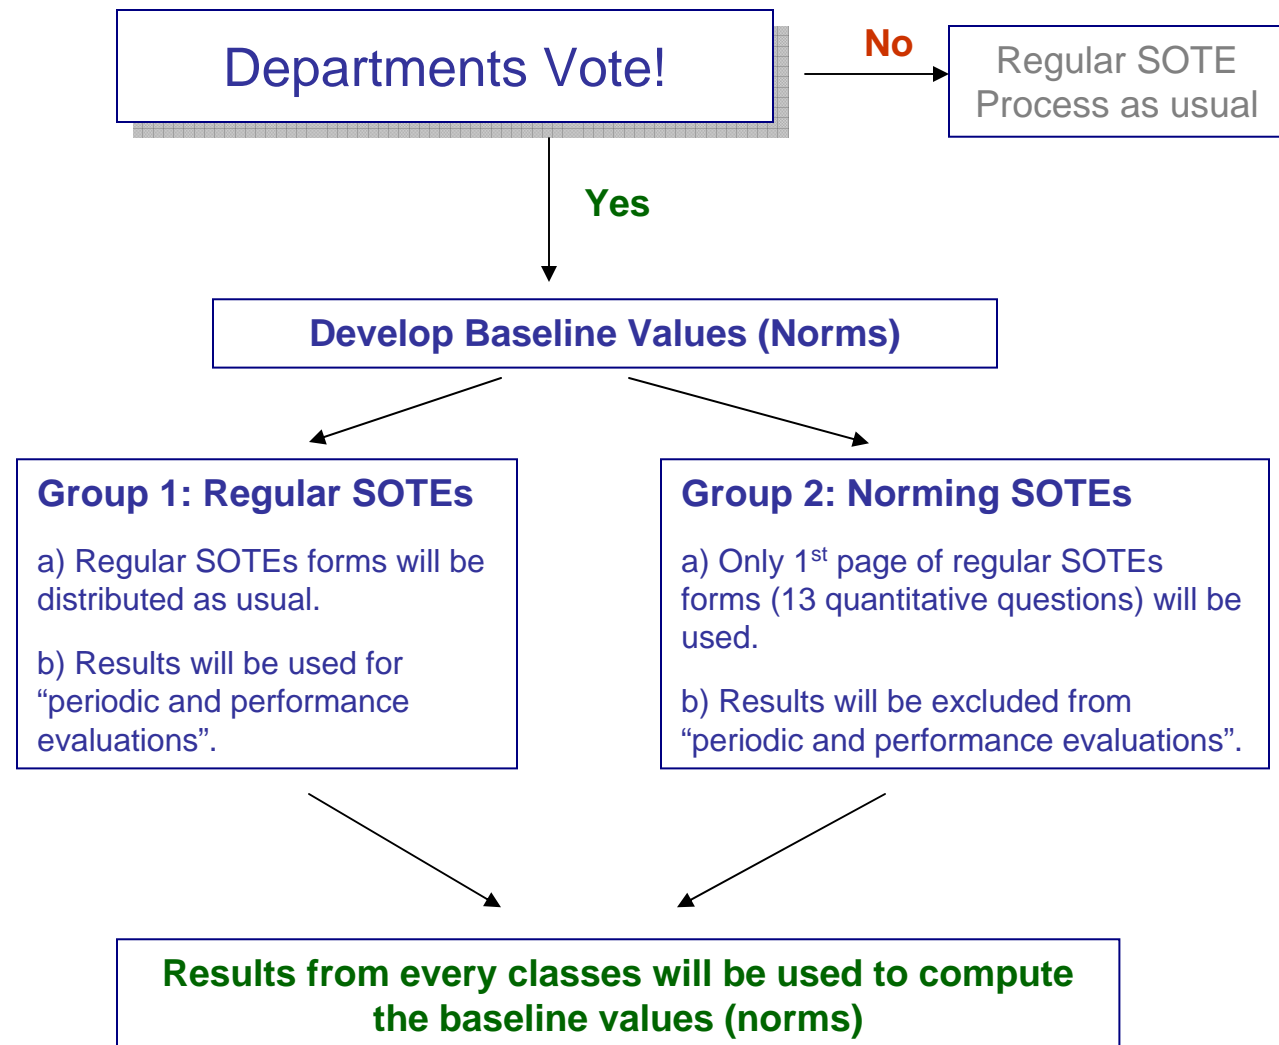 Departments Vote!
No
Regular SOTE
Process as usual
Yes
Develop Baseline Values (Norms)
Group 1: Regular SOTEs
a) Regular SOTEs forms will be
distributed as usual.
b) Results will be used for
“periodic and performance
evaluations”.
Group 2: Norming SOTEs
a) Only 1st page of regular SOTEs
forms (13 quantitative questions) will be
used.
b) Results will be excluded from
“periodic and performance evaluations”.
Results from every classes will be used to compute
the baseline values (norms)